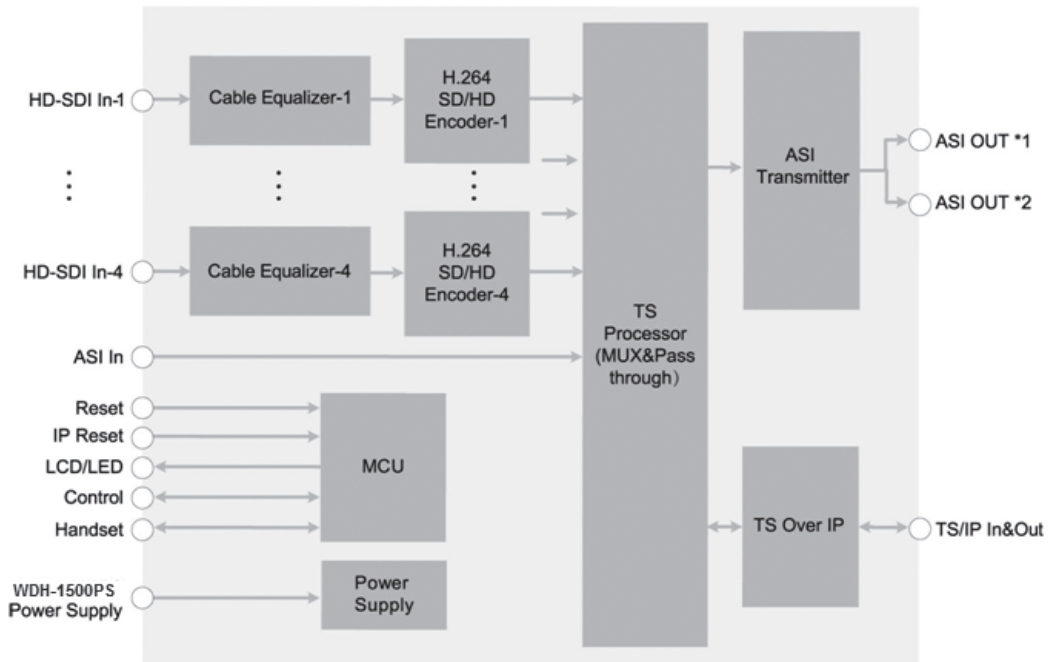 HD-SDI In-1
Cable Equalizer-1
H.264
SD/HD
Encoder-1
HD-SDI In-4
Cable Equalizer-4
H.264
SD/HD
Encoder-4
ASI In
Reset
IP Reset
LCD/LED
Control
Handset
MCU
WDH-1500PS
Power Supply
Power
Supply
TS
Processor
(MUX&Pass
through）
ASI
Transmitter
ASI OUT *1
ASI OUT *2
TS Over IP
TS/IP In&Out